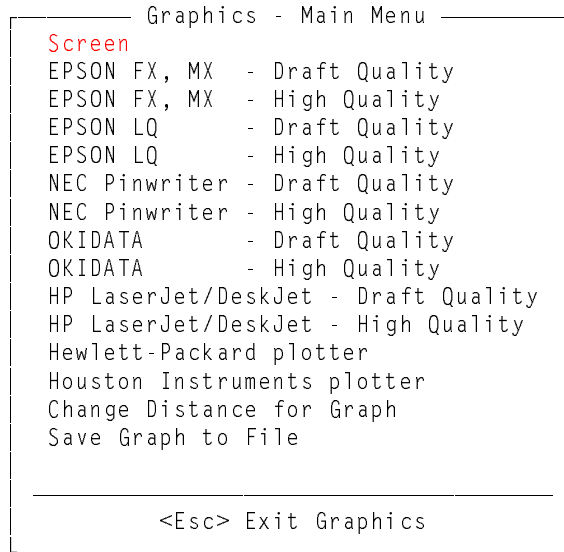 Graphics - Main Menu
Screen
EPSON FX, MX - Draft Quality
EPSON FX, MX - High Quality
EPSON LQ - Draft Quality
EPSON LQ - High Quality
NEC Pinwriter - Draft Quality
NEC Pinwriter - High Quality
OKIDATA - Draft Quality
OKIDATA - High Quality
HP LaserJet/DeskJet - Draft Quality
HP LaserJet/DeskJet - High Quality
Hewlett-Packard plotter
Houston Instruments plotter
Change Distance for Graph
Save Graph to File
<Esc> Exit Graphics